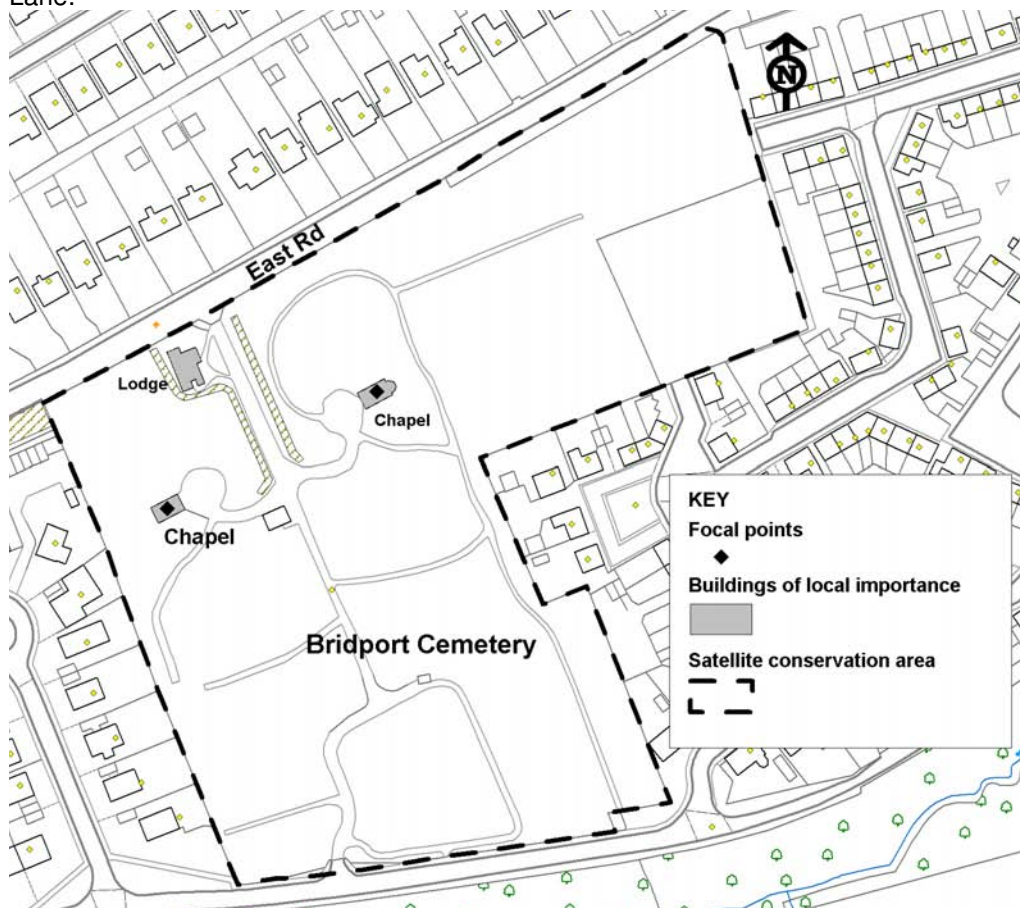 Lane.
N
East Rd
Lodge
Chapel
Chapel
Bridport Cemetery
KEY
Focal points
Buildings of local importance
Satellite conservation area